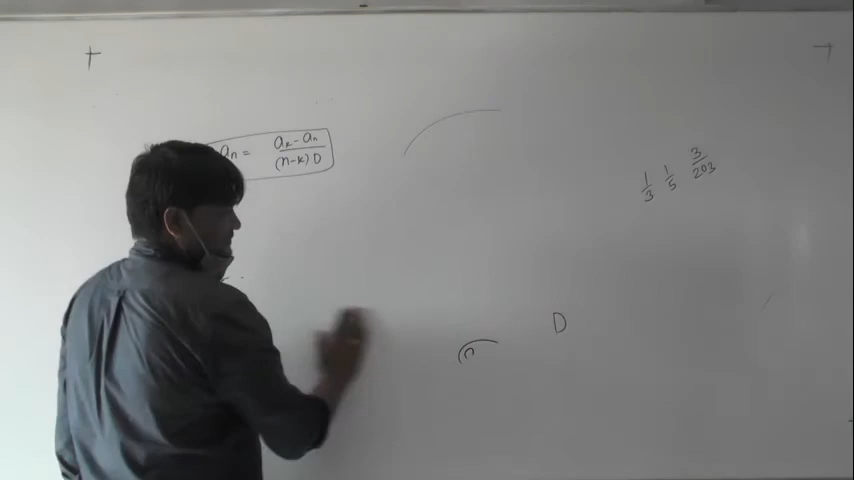 aₙ = (aₖ - aₙ)/((n-k) D)
1/3 1/5 3/203
n
D